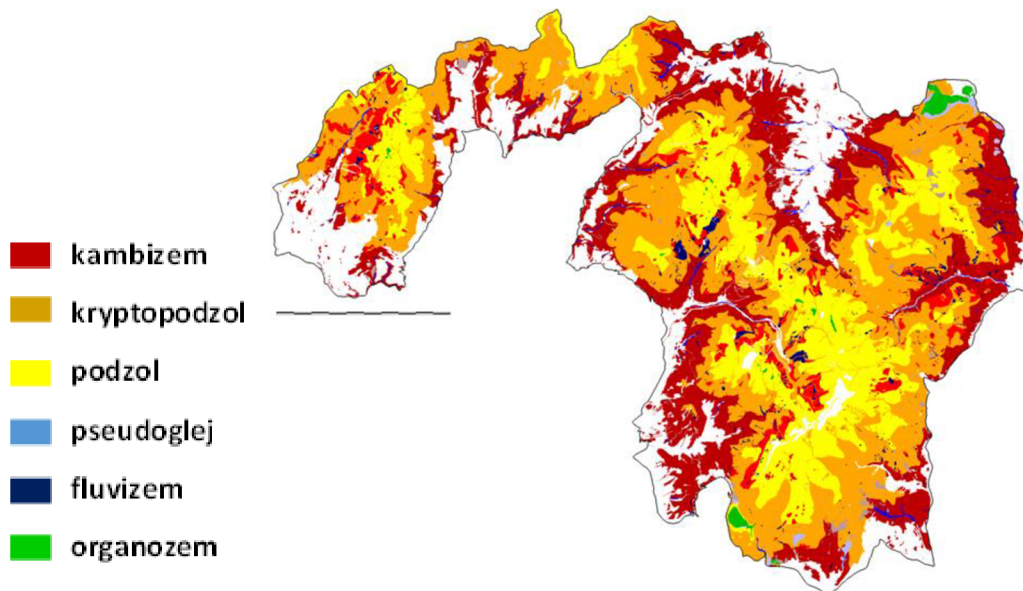 kambizem
kryptopodzol
podzol
pseudoglej
fluvizem
organozem